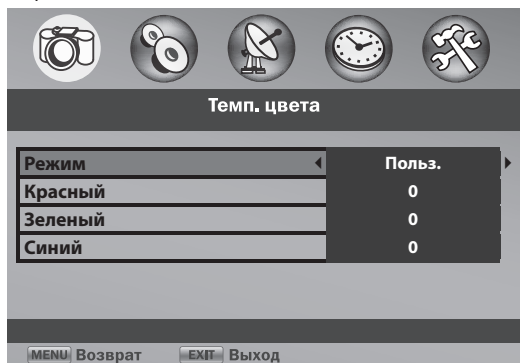 Темп. цвета
Режим Польз.
Красный 0
Зеленый 0
Синий 0
MENU Возврат EXIT Выход